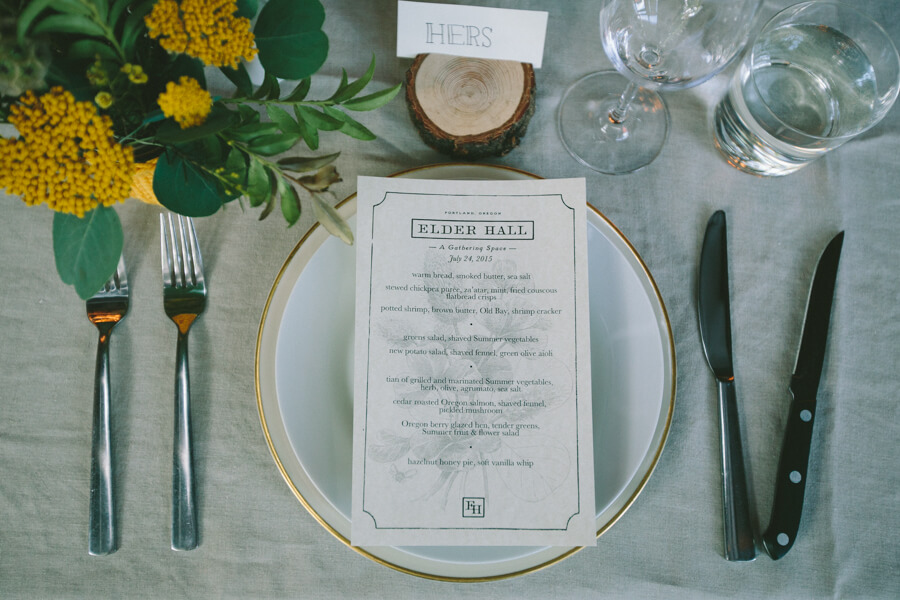 HERS
PORTLAND, OREGON
ELDER HALL
— A Gathering Space —
July 24, 2015
warm bread, smoked butter, sea salt
stewed chickpea purée, za'atar, mint, fried couscous
flatbread crisps
potted shrimp, brown butter, Old Bay, shrimp cracker
•
greens salad, shaved Summer vegetables
new potato salad, shaved fennel, green olive aioli
•
tian of grilled and marinated Summer vegetables,
herb, olive, agrumato, sea salt
cedar roasted Oregon salmon, shaved fennel,
pickled mushroom
Oregon berry glazed hen, tender greens,
Summer fruit & flower salad
•
hazelnut honey pie, soft vanilla whip
EH